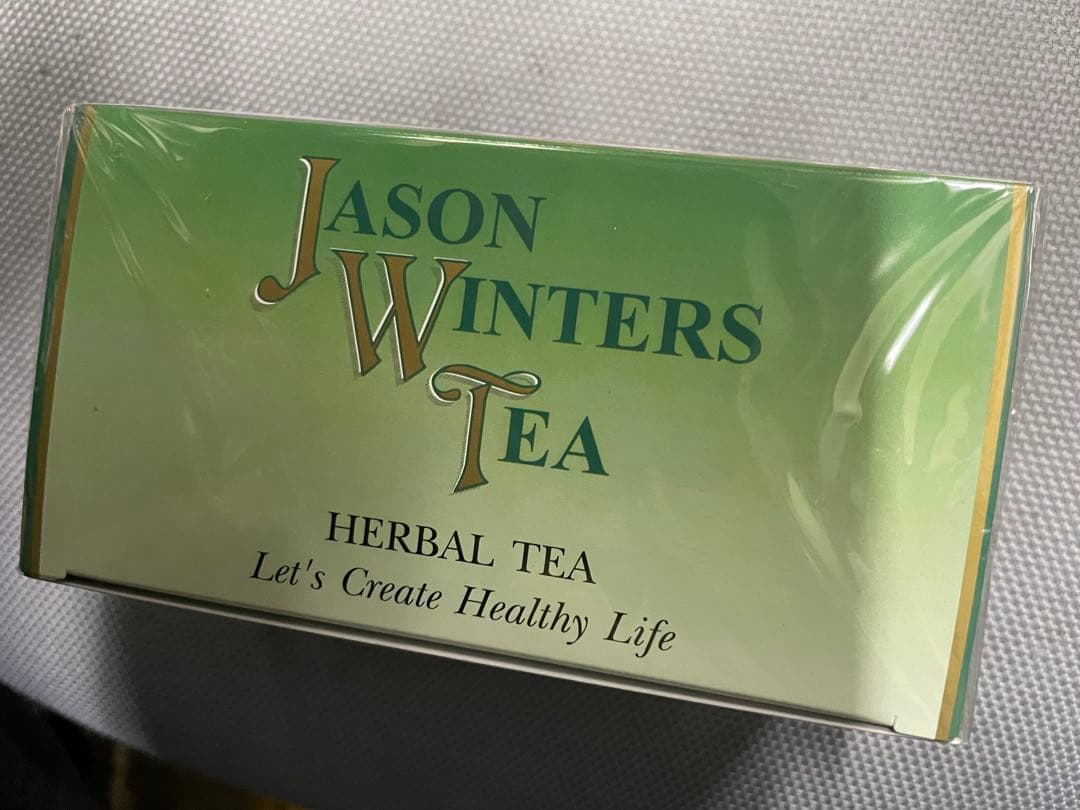 JASON
WINTERS
TEA
HERBAL TEA
Let's Create Healthy Life